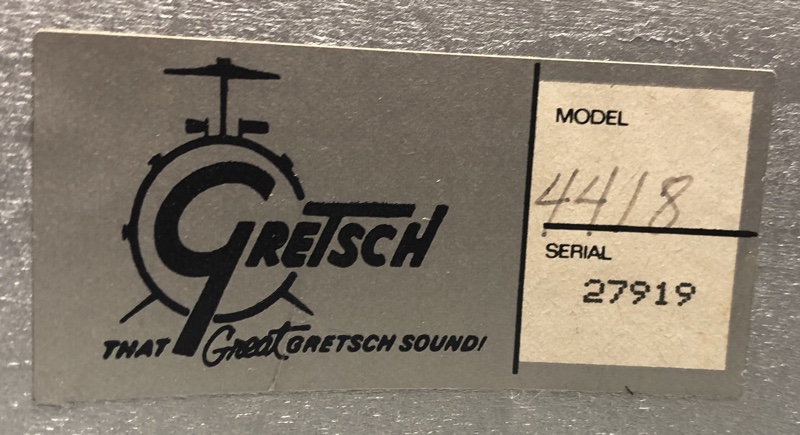 GRETSCH
THAT Great GRETSCH SOUND!
MODEL
4418
SERIAL
27919